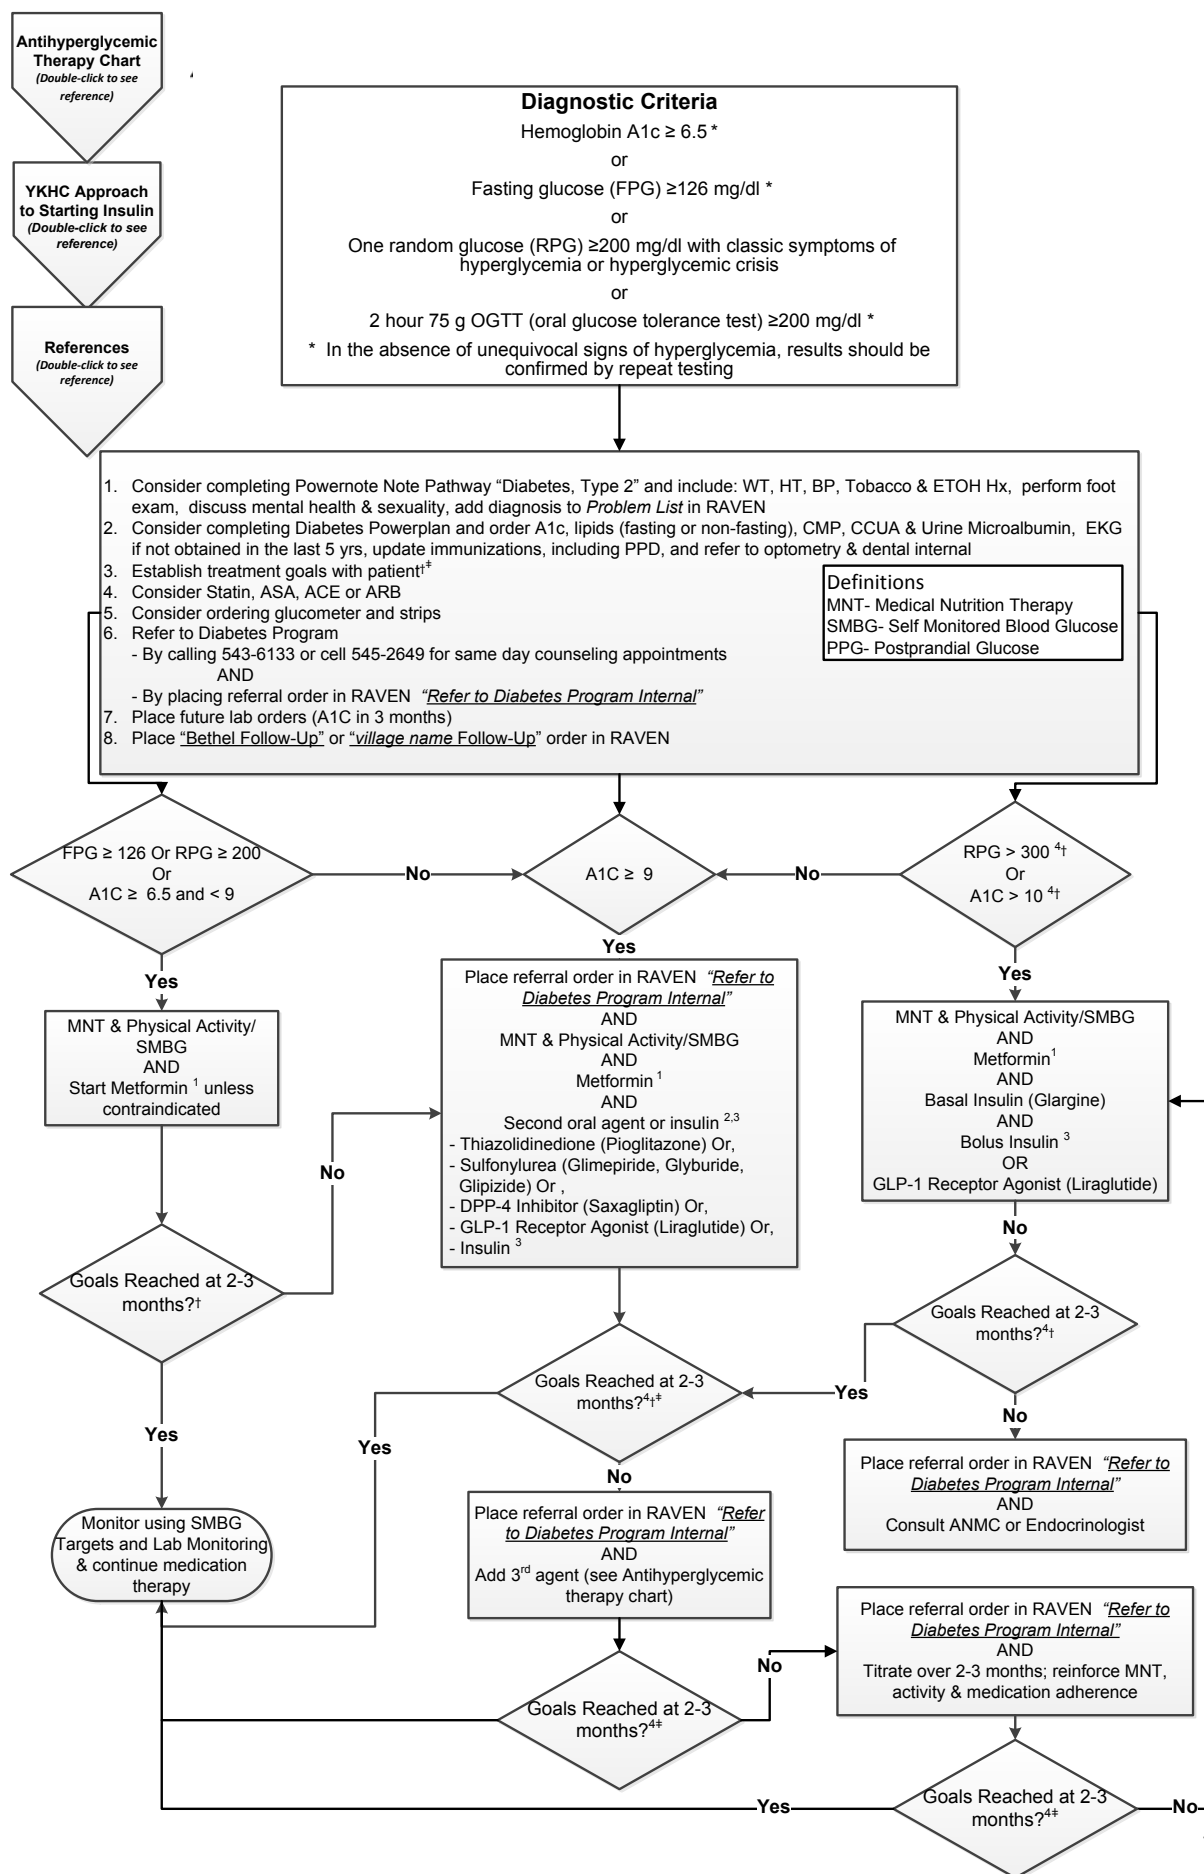 Antihyperglycemic
Therapy Chart
(Double-click to see
reference)
YKHC Approach
to Starting Insulin
(Double-click to see
reference)
References
(Double-click to see
reference)
Diagnostic Criteria
Hemoglobin A1c ≥ 6.5 *
or
Fasting glucose (FPG) ≥126 mg/dl *
or
One random glucose (RPG) ≥200 mg/dl with classic symptoms of
hyperglycemia or hyperglycemic crisis
or
2 hour 75 g OGTT (oral glucose tolerance test) ≥200 mg/dl *
* In the absence of unequivocal signs of hyperglycemia, results should be
confirmed by repeat testing
1. Consider completing Powernote Note Pathway “Diabetes, Type 2” and include: WT, HT, BP, Tobacco & ETOH Hx, perform foot
exam, discuss mental health & sexuality, add diagnosis to Problem List in RAVEN
2. Consider completing Diabetes Powerplan and order A1c, lipids (fasting or non-fasting), CMP, CCUA & Urine Microalbumin, EKG
if not obtained in the last 5 yrs, update immunizations, including PPD, and refer to optometry & dental internal
3. Establish treatment goals with patient†‡
4. Consider Statin, ASA, ACE or ARB
5. Consider ordering glucometer and strips
6. Refer to Diabetes Program
- By calling 543-6133 or cell 545-2649 for same day counseling appointments
AND
- By placing referral order in RAVEN “Refer to Diabetes Program Internal”
7. Place future lab orders (A1C in 3 months)
8. Place “Bethel Follow-Up” or “village name Follow-Up” order in RAVEN
Definitions
MNT- Medical Nutrition Therapy
SMBG- Self Monitored Blood Glucose
PPG- Postprandial Glucose
FPG ≥ 126 Or RPG ≥ 200
Or
A1C ≥ 6.5 and < 9
No
A1C ≥ 9
No
RPG > 300 4†
Or
A1C > 10 4†
Yes
Yes
Yes
MNT & Physical Activity/
SMBG
AND
Start Metformin 1 unless
contraindicated
No
Place referral order in RAVEN “Refer to
Diabetes Program Internal”
AND
MNT & Physical Activity/SMBG
AND
Metformin 1
AND
Second oral agent or insulin 2,3
- Thiazolidinedione (Pioglitazone) Or,
- Sulfonylurea (Glimepiride, Glyburide,
Glipizide) Or ,
- DPP-4 Inhibitor (Saxagliptin) Or,
- GLP-1 Receptor Agonist (Liraglutide) Or,
- Insulin 3
MNT & Physical Activity/SMBG
AND
Metformin1
AND
Basal Insulin (Glargine)
AND
Bolus Insulin 3
OR
GLP-1 Receptor Agonist (Liraglutide)
No
Goals Reached at 2-3
months?†
Goals Reached at 2-3
months?4†‡
Yes
Goals Reached at 2-3
months?4†
Yes
Yes
No
No
Monitor using SMBG
Targets and Lab Monitoring
& continue medication
therapy
Place referral order in RAVEN “Refer
to Diabetes Program Internal”
AND
Add 3rd agent (see Antihyperglycemic
therapy chart)
Place referral order in RAVEN “Refer to
Diabetes Program Internal”
AND
Consult ANMC or Endocrinologist
Goals Reached at 2-3
months?4‡
No
Place referral order in RAVEN “Refer to
Diabetes Program Internal”
AND
Titrate over 2-3 months; reinforce MNT,
activity & medication adherence
Yes
Goals Reached at 2-3
months?4‡
No